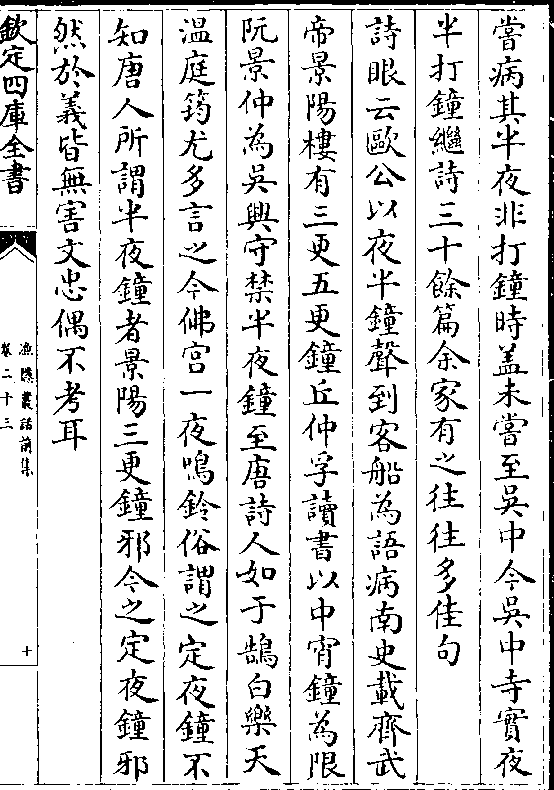 嘗病其半夜非打鐘時盖未嘗至吳中今吳中寺實夜
半打鐘繼詩三十餘篇余家有之往往多佳句
詩眼云歐公以夜半鐘聲到客船為語病南史載齊武
帝景陽樓有三更五更鐘丘仲孚讀書以中宵鐘為限
阮景仲為吳興守禁半夜鐘至唐詩人如于鵠白樂天
温庭筠尤多言之今佛宫一夜鳴鈴俗謂之定夜鐘不
知唐人所謂半夜鐘者景陽三更鐘邪今之定夜鐘邪
然於義皆無害文忠偶不考耳
欽定四庫全書
漁隱叢話前集
卷二十三
十